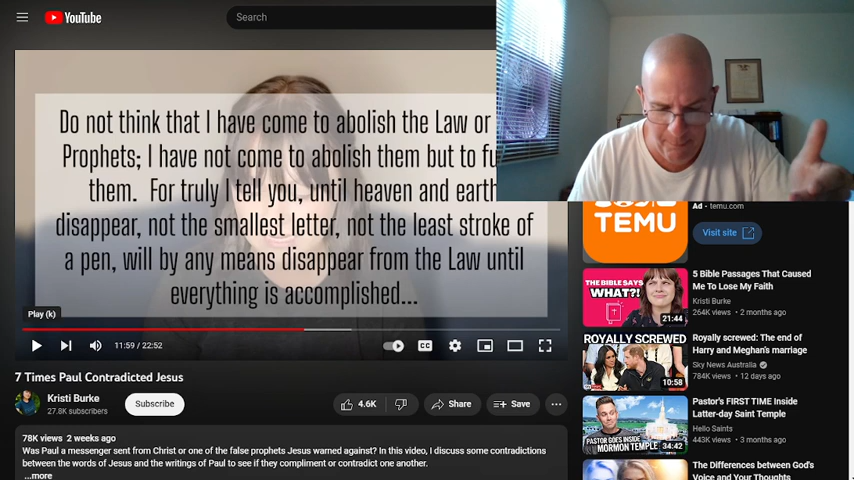 YouTube
Search
Do not think that I have come to abolish the Law or
Prophets; I have not come to abolish them but to fu
them. For truly I tell you, until heaven and earth
disappear, not the smallest letter, not the least stroke of
a pen, will by any means disappear from the Law until
everything is accomplished...
Play (k)
11:59 / 22:52
CC
7 Times Paul Contradicted Jesus
Kristi Burke
27.8K subscribers
Subscribe
4.6K
Share
Save
78K views 2 weeks ago
Was Paul a messenger sent from Christ or one of the false prophets Jesus warned against? In this video, I discuss some contradictions
between the words of Jesus and the writings of Paul to see if they compliment or contradict one another.
...more
TEMU
Ad · temu.com
Visit site
THE BIBLE SAYS
WHAT?!
21:44
5 Bible Passages That Caused
Me To Lose My Faith
Kristi Burke
264K views · 2 months ago
ROYALLY SCREWED
10:58
Royally screwed: The end of
Harry and Meghan's marriage
Sky News Australia
784K views · 12 days ago
PASTOR GOES INSIDE
MORMON TEMPLE
34:42
Pastor's FIRST TIME Inside
Latter-day Saint Temple
Hello Saints
443K views · 3 months ago
The Differences between God's
Voice and Your Thoughts